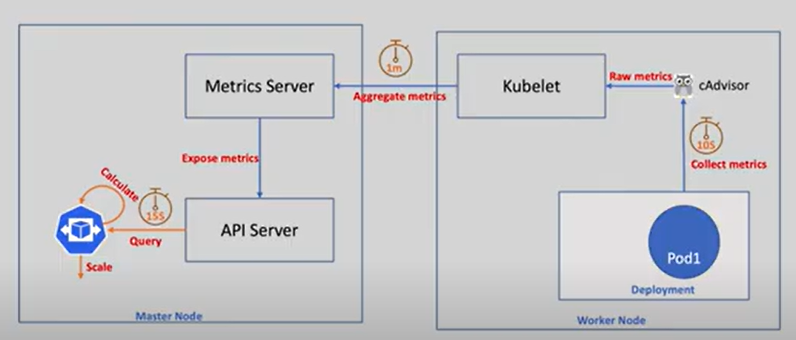 Metrics Server
1m
Aggregate metrics
Kubelet
Raw metrics
cAdvisor
10S
Collect metrics
Expose metrics
Calculate
15S
Query
API Server
Scale
Pod1
Deployment
Master Node
Worker Node